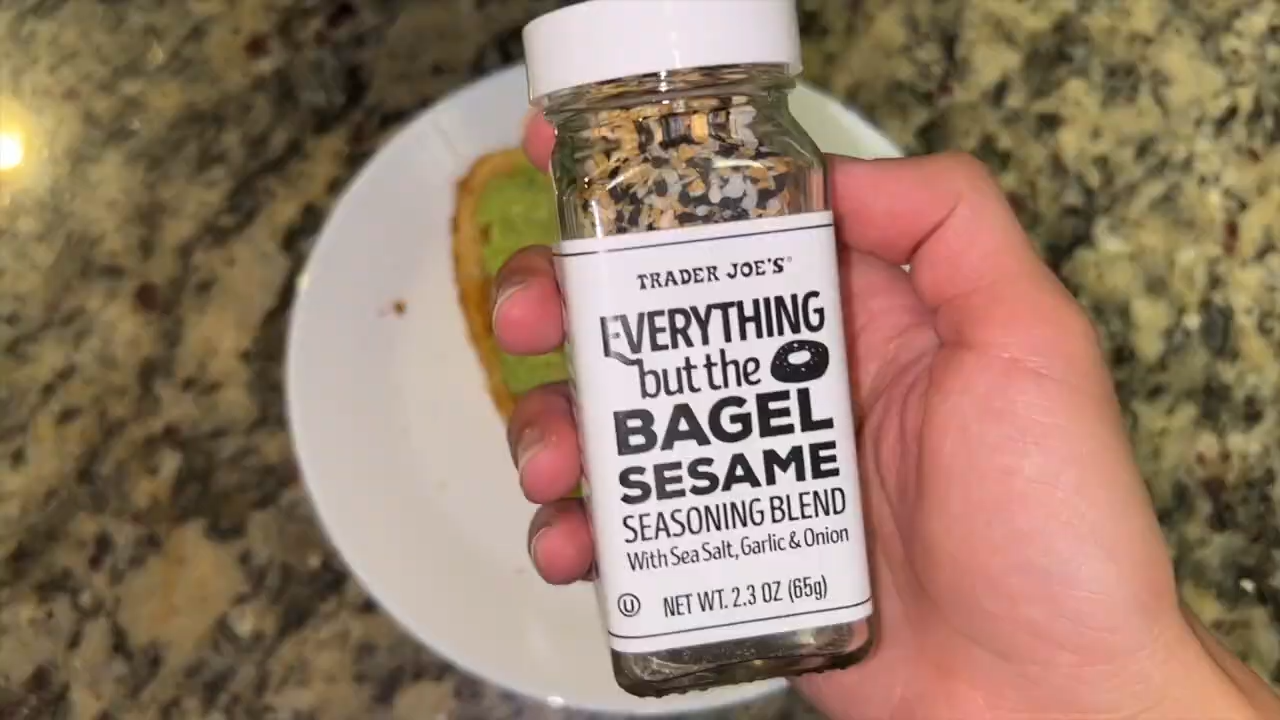 TRADER JOE'S
EVERYTHING
but the
BAGEL
SESAME
SEASONING BLEND
With Sea Salt, Garlic & Onion
U NET WT. 2.3 OZ (65g)